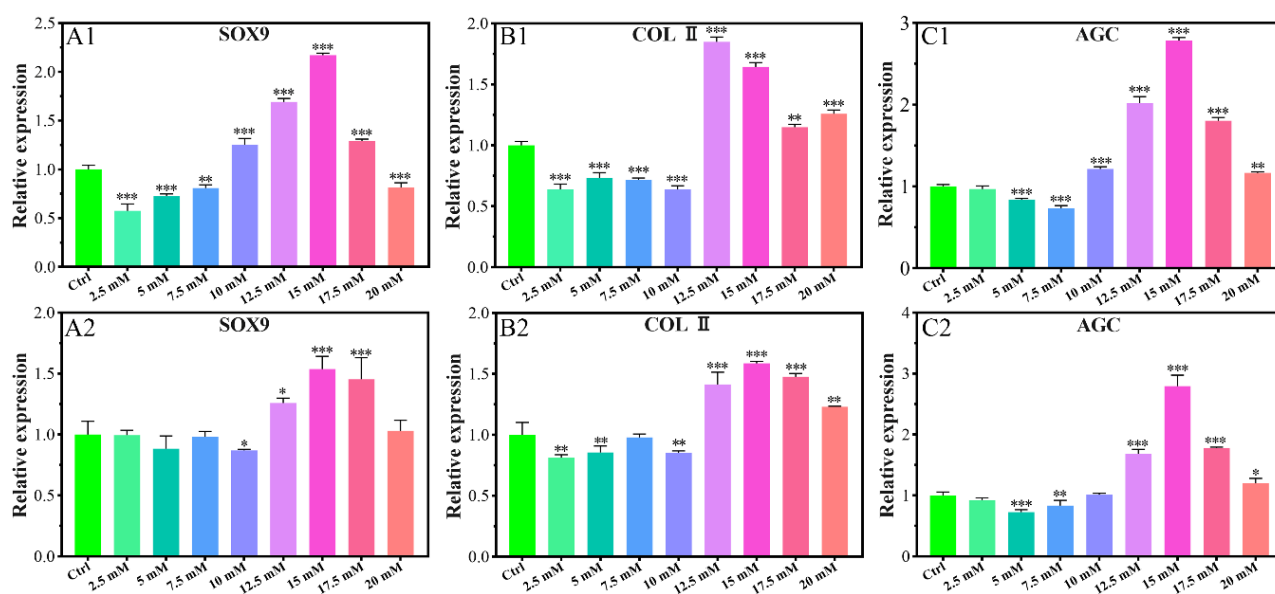 A1 SOX9
Relative expression
2.5
2.0
1.5
1.0
0.5
0.0
*** *** ** *** *** *** *** ***
Ctrl 2.5 mM 5 mM 7.5 mM 10 mM 12.5 mM 15 mM 17.5 mM 20 mM
B1 COL Ⅱ
Relative expression
2.0
1.5
1.0
0.5
0.0
*** *** *** *** *** *** ** ***
Ctrl 2.5 mM 5 mM 7.5 mM 10 mM 12.5 mM 15 mM 17.5 mM 20 mM
C1 AGC
Relative expression
3
2
1
0
*** *** *** *** *** *** **
Ctrl 2.5 mM 5 mM 7.5 mM 10 mM 12.5 mM 15 mM 17.5 mM 20 mM
A2 SOX9
Relative expression
2.0
1.5
1.0
0.5
0.0
* * *** ***
Ctrl 2.5 mM 5 mM 7.5 mM 10 mM 12.5 mM 15 mM 17.5 mM 20 mM
B2 COL Ⅱ
Relative expression
2.0
1.5
1.0
0.5
0.0
** ** ** *** *** *** **
Ctrl 2.5 mM 5 mM 7.5 mM 10 mM 12.5 mM 15 mM 17.5 mM 20 mM
C2 AGC
Relative expression
4
3
2
1
0
*** ** *** *** *** *
Ctrl 2.5 mM 5 mM 7.5 mM 10 mM 12.5 mM 15 mM 17.5 mM 20 mM